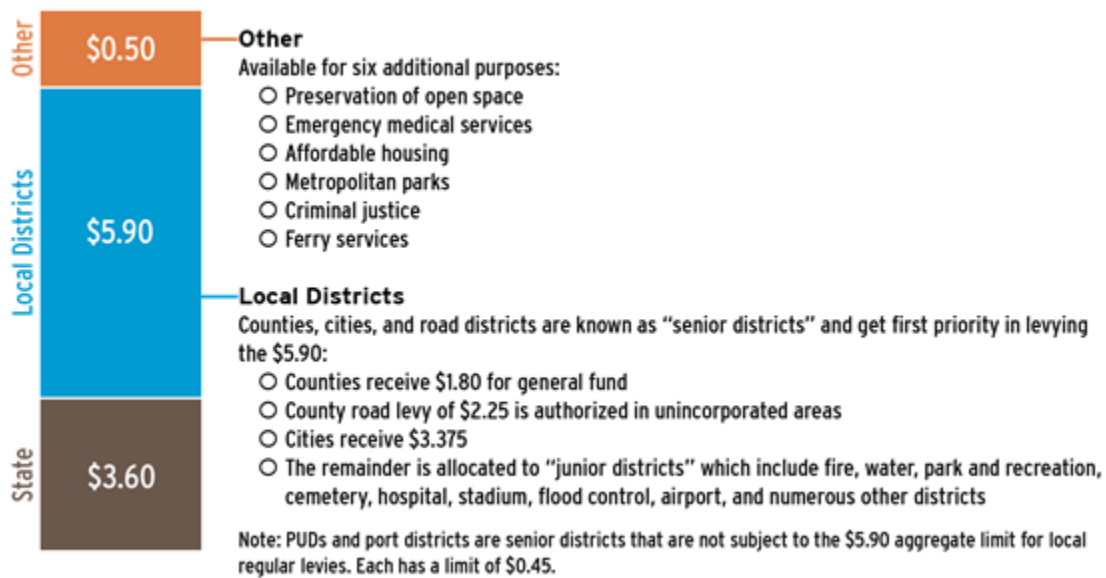 Other
$0.50
Other
Available for six additional purposes:
Preservation of open space
Emergency medical services
Affordable housing
Metropolitan parks
Criminal justice
Ferry services
Local Districts
$5.90
Local Districts
Counties, cities, and road districts are known as “senior districts” and get first priority in levying
the $5.90:
Counties receive $1.80 for general fund
County road levy of $2.25 is authorized in unincorporated areas
Cities receive $3.375
The remainder is allocated to “junior districts” which include fire, water, park and recreation,
cemetery, hospital, stadium, flood control, airport, and numerous other districts
State
$3.60
Note: PUDs and port districts are senior districts that are not subject to the $5.90 aggregate limit for local
regular levies. Each has a limit of $0.45.